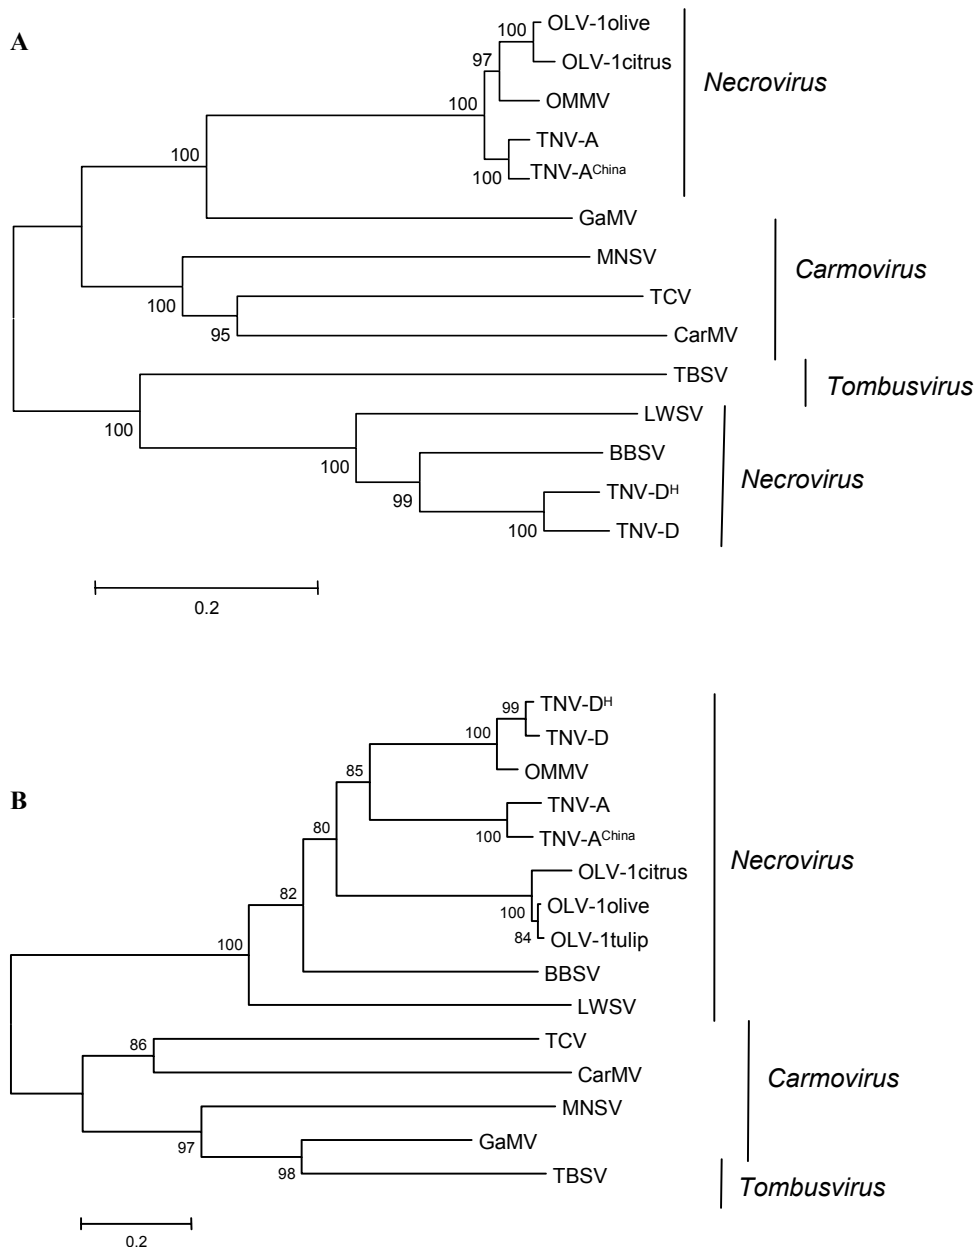 A
100
OLV-1olive
97
OLV-1citrus
Necrovirus
OMMV
100
TNV-A
100
100
TNV-AChina
GaMV
MNSV
Carmovirus
100
TCV
95
CarMV
TBSV
Tombusvirus
100
LWSV
100
BBSV
Necrovirus
99
TNV-DH
100
TNV-D
0.2
99
TNV-DH
100
TNV-D
85
OMMV
B
TNV-A
80
100
TNV-AChina
Necrovirus
OLV-1citrus
82
100
OLV-1olive
84
OLV-1tulip
100
BBSV
LWSV
86
TCV
CarMV
Carmovirus
MNSV
97
GaMV
98
TBSV
Tombusvirus
0.2